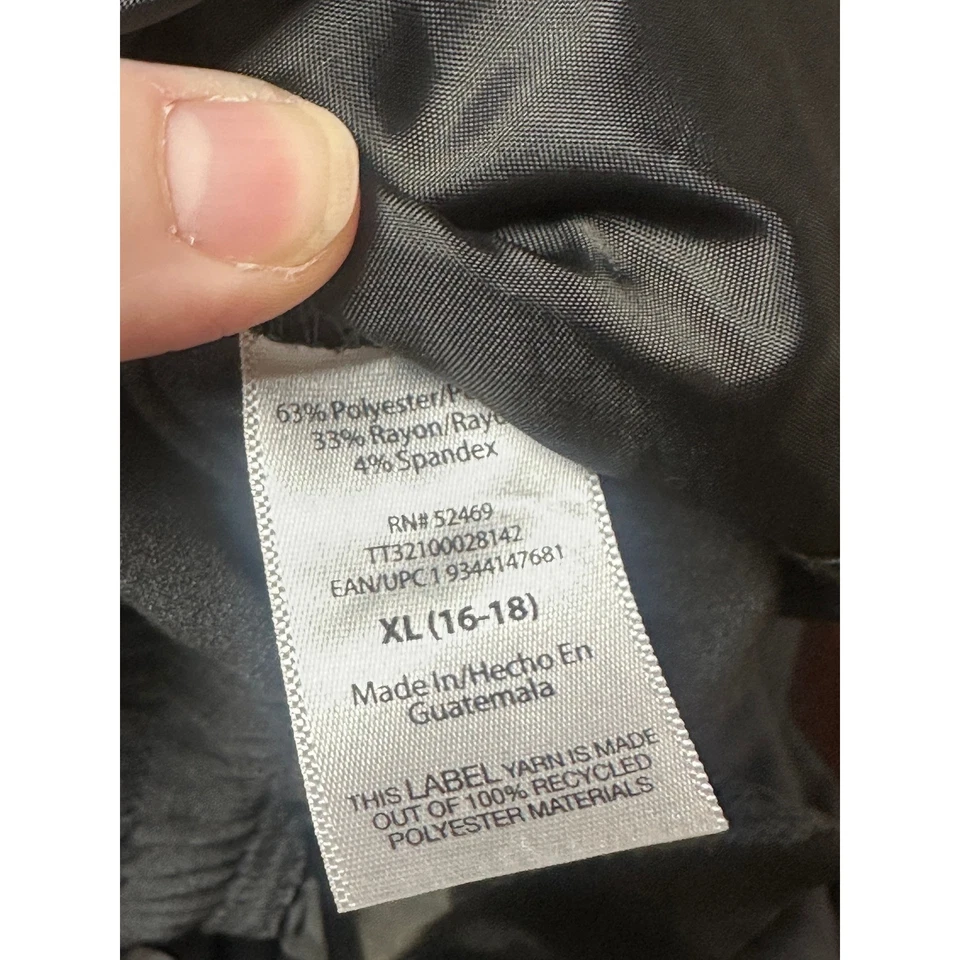 63% Polyester/
33% Rayon/
4% Spandex
RN# 52469
TT32100028142
EAN/UPC 1 9344147681
XL (16-18)
Made In/Hecho En
Guatemala
THIS LABEL YARN IS MADE
OUT OF 100% RECYCLED
POLYESTER MATERIALS